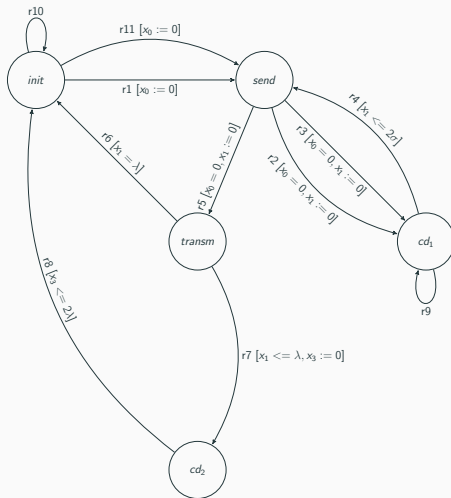 r10
r11 [x₀ := 0]
init
send
r1 [x₀ := 0]
r4 [x₁ <= 2σ]
r3 [x₀ = 0, x₁ := 0]
r6 [x₁ = λ]
r5 [x₀ = 0, x₁ := 0]
r2 [x₀ = 0, x₁ := 0]
transm
cd₁
r8 [x₃ <= 2λ]
r9
r7 [x₁ <= λ, x₃ := 0]
cd₂